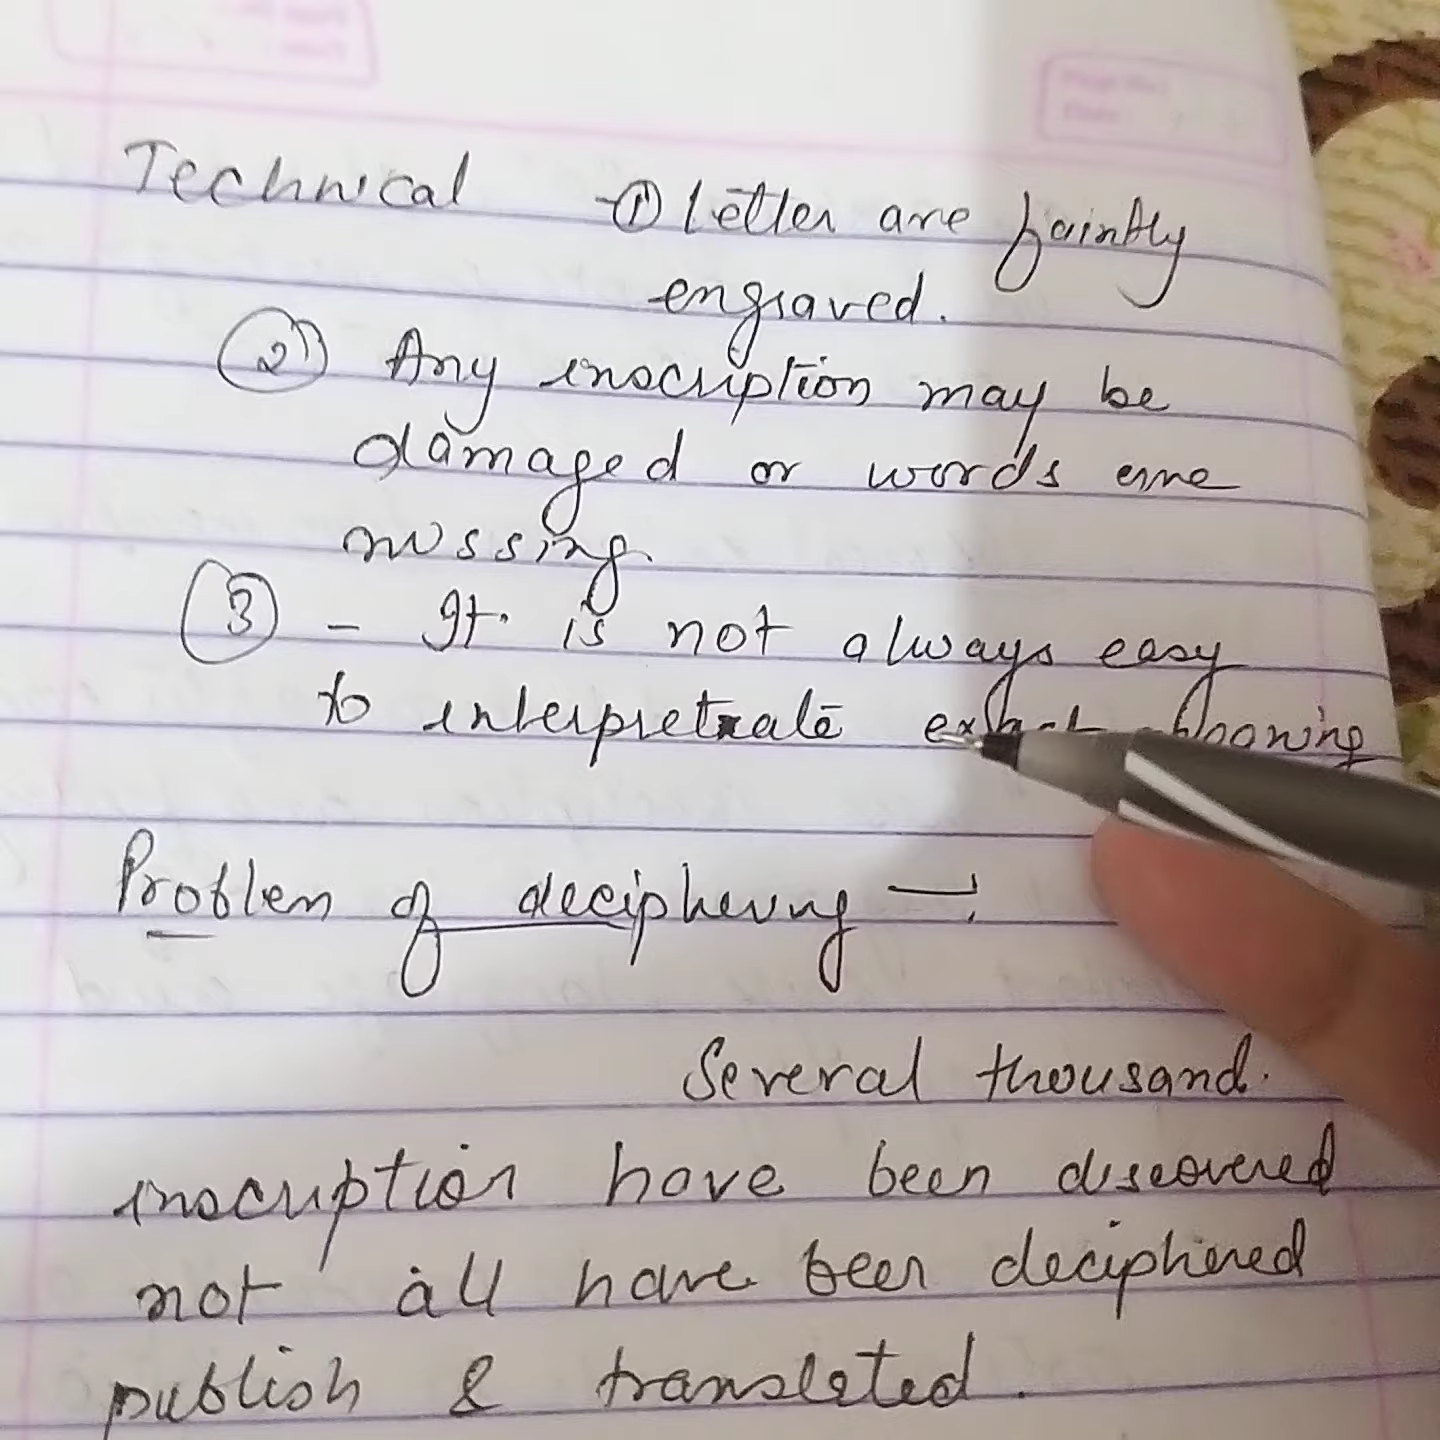 Technical - ① Letter are faintly
engraved.
② Any inscription may be
damaged or words are
missing.
③ - It. is not always easy
to interpretrate
Problem of deciphering -:
Several thousand.
inscription have been discovered
not all have been deciphered
publish & translated.